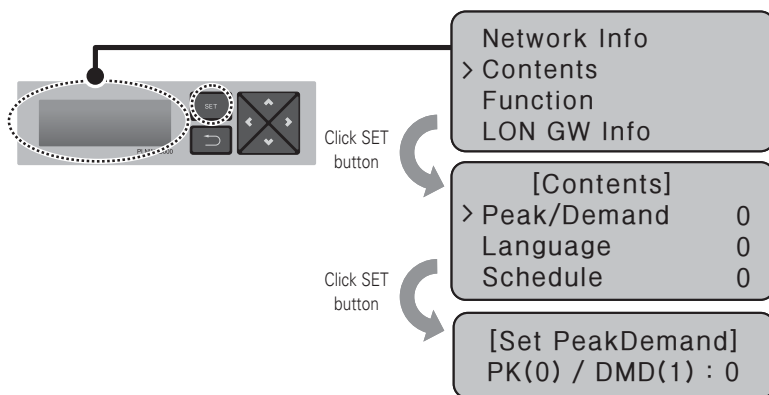 Network Info
> Contents
Function
LON GW Info
SET
Click SET
button
[Contents]
> Peak/Demand 0
Language 0
Schedule 0
Click SET
button
[Set PeakDemand]
PK(0) / DMD(1) : 0